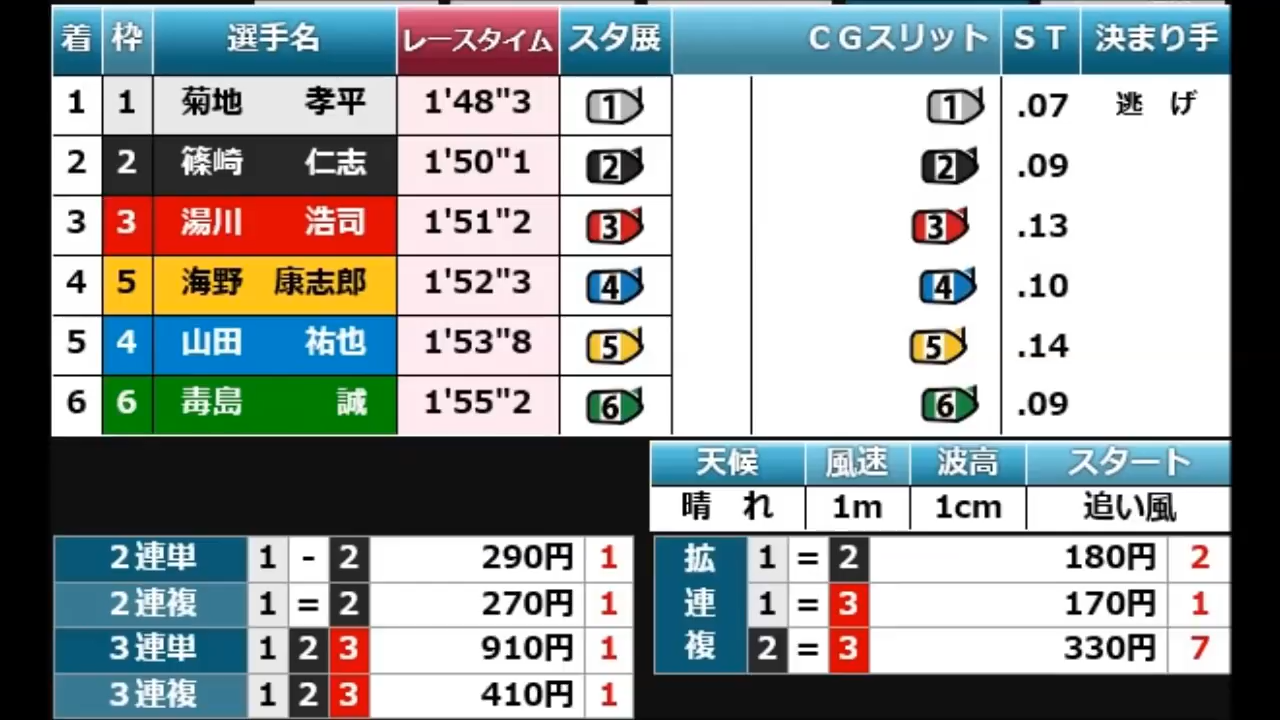 着 枠 選手名 レースタイム スタ展 CGスリット ST 決まり手
1 1 菊地 孝平 1'48"3 1 1 .07 逃 げ
2 2 篠崎 仁志 1'50"1 2 2 .09
3 3 湯川 浩司 1'51"2 3 3 .13
4 5 海野 康志郎 1'52"3 4 4 .10
5 4 山田 祐也 1'53"8 5 5 .14
6 6 毒島 誠 1'55"2 6 6 .09
天候 風速 波高 スタート
晴 れ 1m 1cm 追い風
2連単 1 - 2 290円 1
2連複 1 = 2 270円 1
3連単 1 2 3 910円 1
3連複 1 2 3 410円 1
拡 1 = 2 180円 2
連 1 = 3 170円 1
複 2 = 3 330円 7